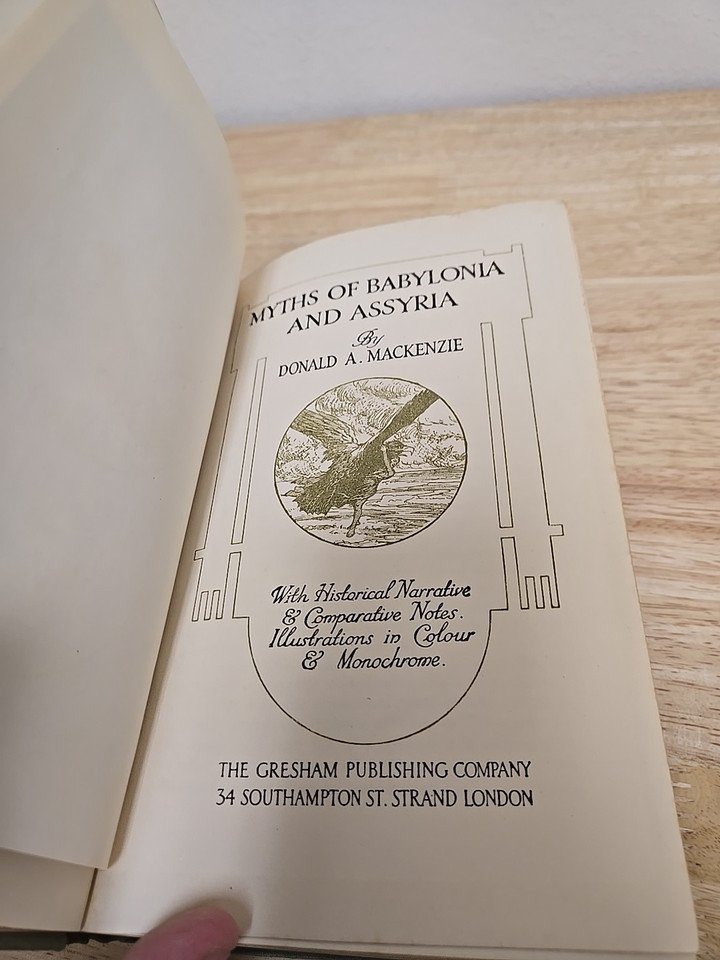 MYTHS OF BABYLONIA
AND ASSYRIA
By
DONALD A. MACKENZIE
With Historical Narrative
& Comparative Notes.
Illustrations in Colour
& Monochrome.
THE GRESHAM PUBLISHING COMPANY
34 SOUTHAMPTON ST. STRAND LONDON